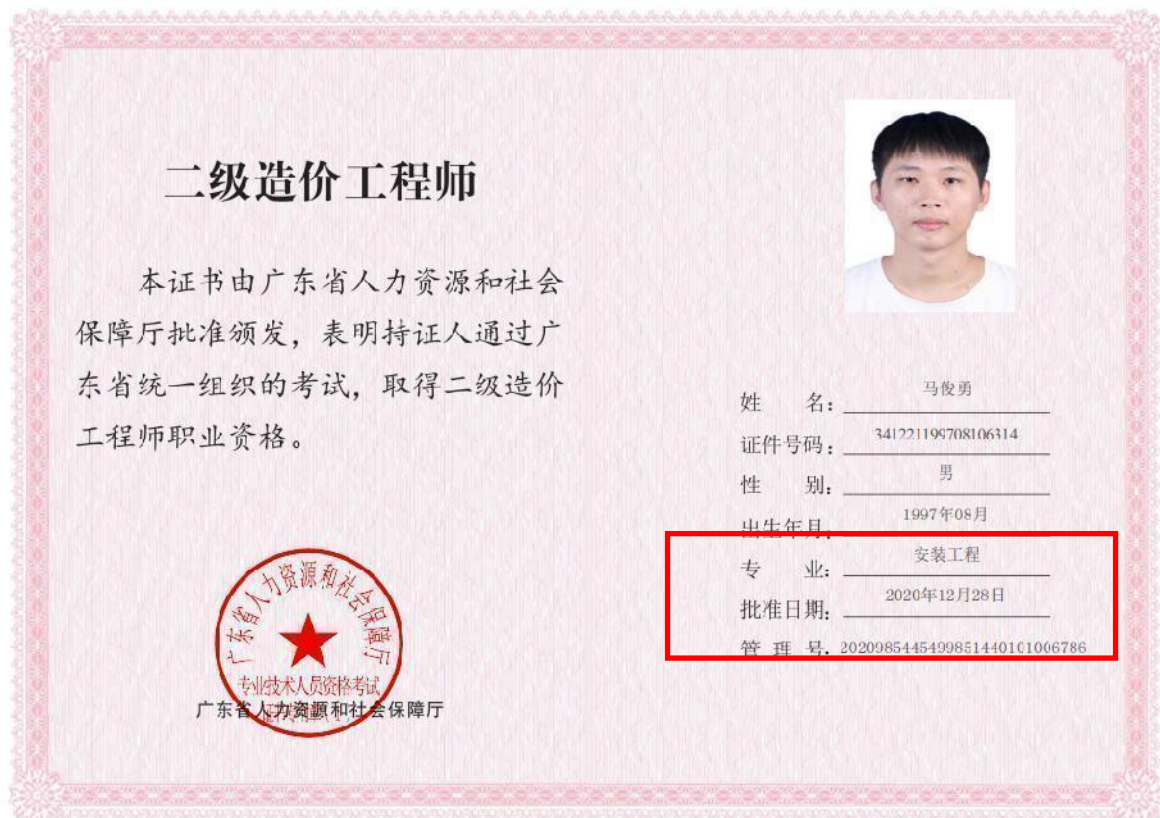 二级造价工程师
本证书由广东省人力资源和社会
保障厅批准颁发，表明持证人通过广
东省统一组织的考试，取得二级造价
工程师职业资格。
广东省人力资源和社会保障厅
专业技术人员资格考试
广东省人力资源和社会保障厅
姓 名：马俊勇
证件号码：341221199708106314
性 别：男
出生年月：1997年08月
专 业：安装工程
批准日期：2020年12月28日
管 理 号：20209854454998514401010067​86